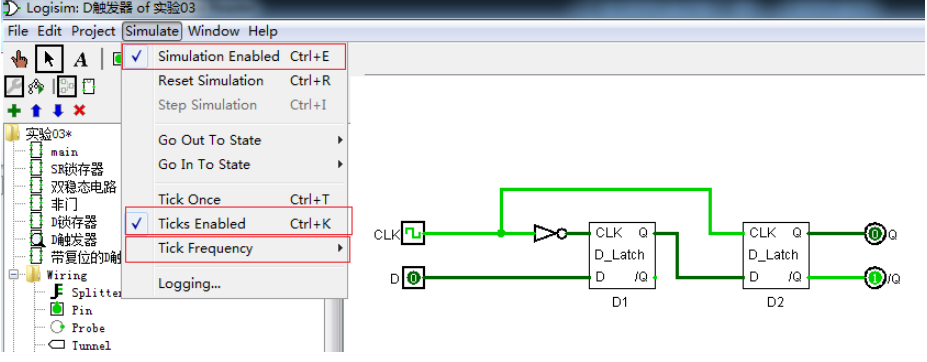 Logisim: D触发器 of 实验03
File Edit Project Simulate Window Help
A
Simulation Enabled Ctrl+E
Reset Simulation Ctrl+R
Step Simulation Ctrl+I
Go Out To State
Go In To State
Tick Once Ctrl+T
Ticks Enabled Ctrl+K
Tick Frequency
Logging...
实验03*
main
SR锁存器
双稳态电路
非门
D锁存器
D触发器
带复位的D触
Wiring
Splitter
Pin
Probe
Tunnel
CLK
CLK Q
D_Latch
D /Q
D1
CLK Q
D_Latch
D /Q
D2
0 Q
1 /Q
D 0